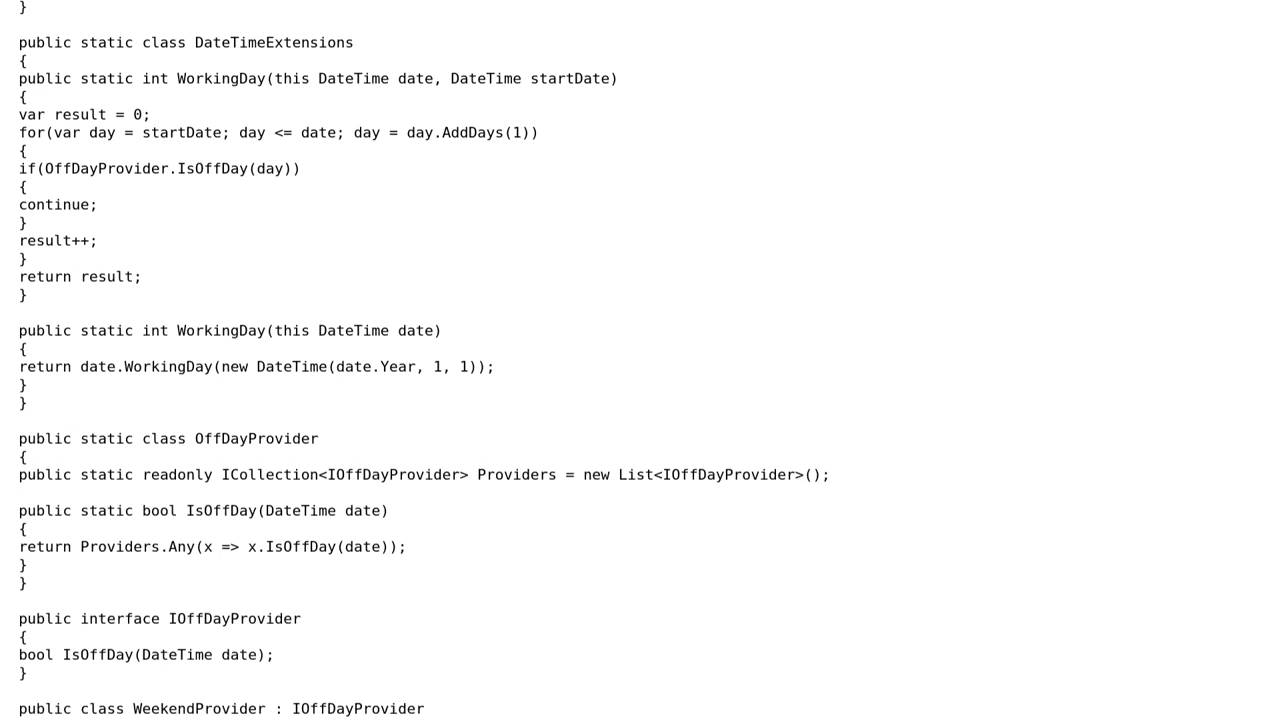 }
public static class DateTimeExtensions
{
public static int WorkingDay(this DateTime date, DateTime startDate)
{
var result = 0;
for(var day = startDate; day <= date; day = day.AddDays(1))
{
if(OffDayProvider.IsOffDay(day))
{
continue;
}
result++;
}
return result;
}
public static int WorkingDay(this DateTime date)
{
return date.WorkingDay(new DateTime(date.Year, 1, 1));
}
}
public static class OffDayProvider
{
public static readonly ICollection<IOffDayProvider> Providers = new List<IOffDayProvider>();
public static bool IsOffDay(DateTime date)
{
return Providers.Any(x => x.IsOffDay(date));
}
}
public interface IOffDayProvider
{
bool IsOffDay(DateTime date);
}
public class WeekendProvider : IOffDayProvider